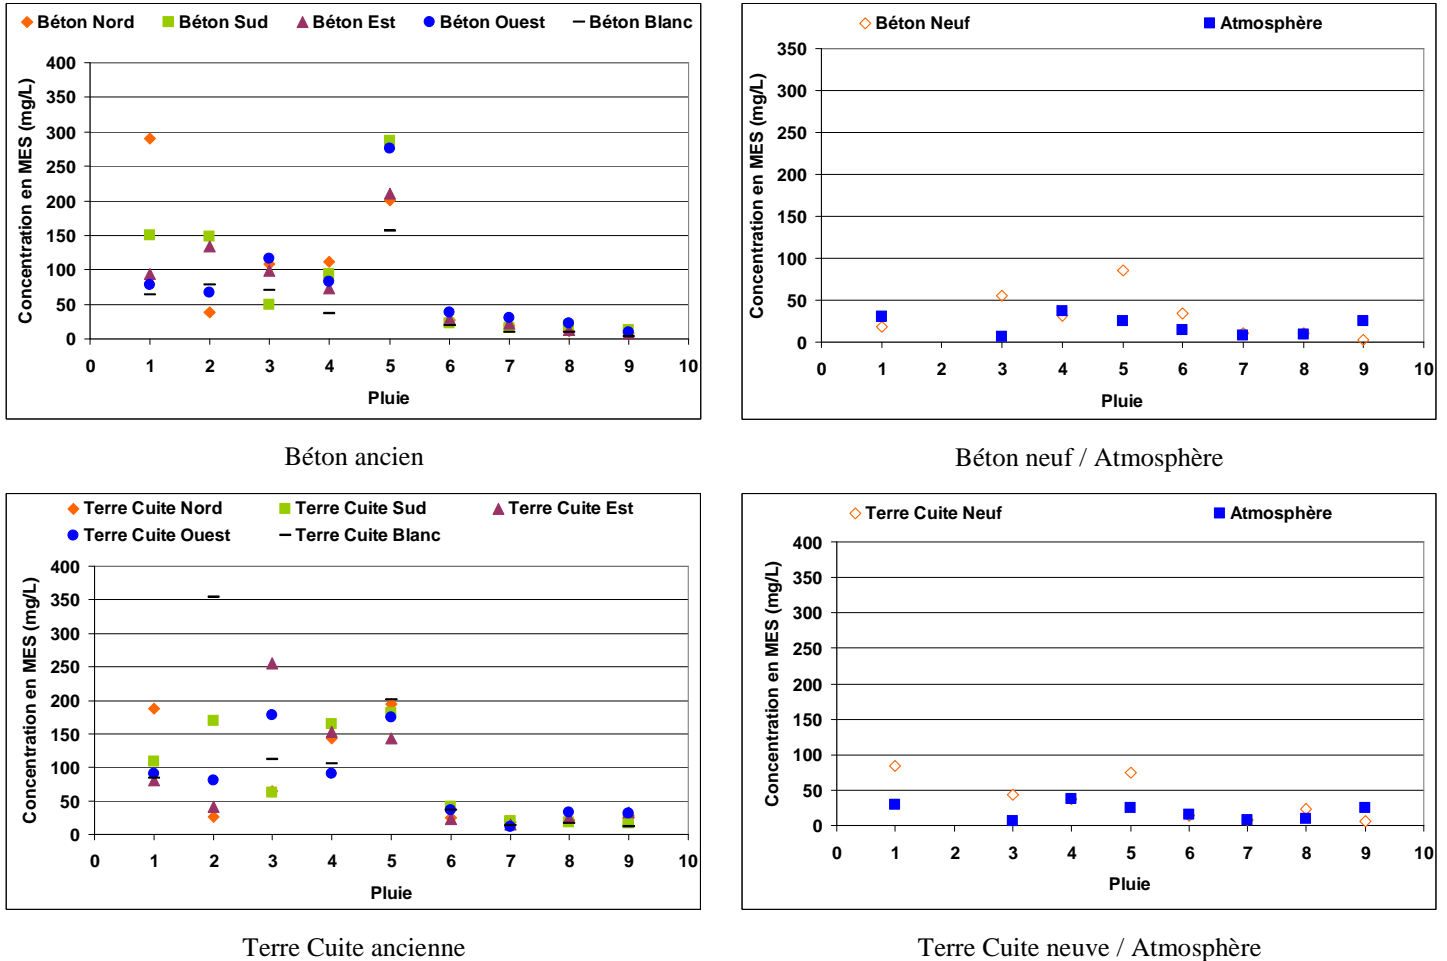 Béton Nord Béton Sud Béton Est Béton Ouest Béton Blanc
Concentration en MES (mg/L)
400
350
300
250
200
150
100
50
0
0 1 2 3 4 5 6 7 8 9 10
Pluie
Béton ancien
Béton Neuf Atmosphère
Concentration en MES (mg/L)
350
300
250
200
150
100
50
0
0 1 2 3 4 5 6 7 8 9 10
Pluie
Béton neuf / Atmosphère
Terre Cuite Nord Terre Cuite Sud Terre Cuite Est
Terre Cuite Ouest Terre Cuite Blanc
Concentration en MES (mg/L)
400
350
300
250
200
150
100
50
0
0 1 2 3 4 5 6 7 8 9 10
Pluie
Terre Cuite ancienne
Terre Cuite Neuf Atmosphère
Concentration en MES (mg/L)
400
350
300
250
200
150
100
50
0
0 1 2 3 4 5 6 7 8 9 10
Pluie
Terre Cuite neuve / Atmosphère